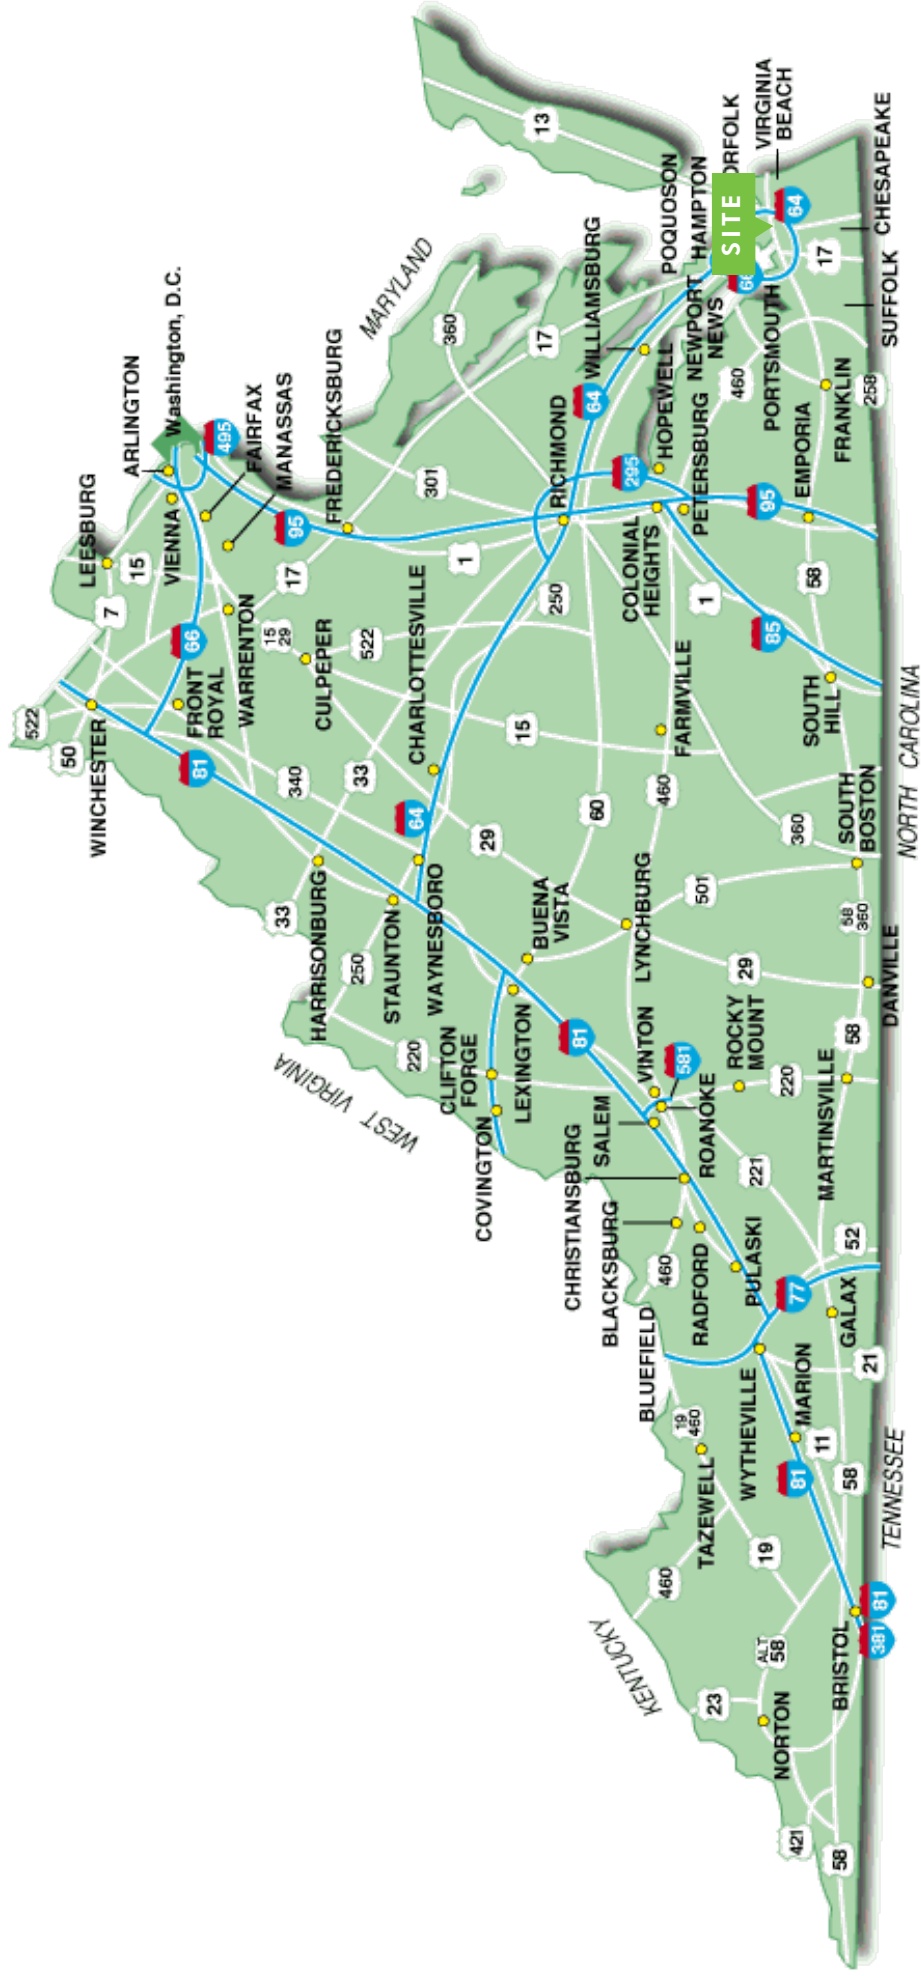 522
50
WINCHESTER
7
LEESBURG
15
VIENNA
ARLINGTON
Washington, D.C.
66
FRONT
ROYAL
81
495
FAIRFAX
WARRENTON
MANASSAS
17
15
29
95
340
33
HARRISONBURG
WEST VIRGINIA
CULPEPER
FREDERICKSBURG
250
33
522
STAUNTON
MARYLAND
220
64
CHARLOTTESVILLE
WAYNESBORO
301
360
CLIFTON
FORGE
1
COVINGTON
29
LEXINGTON
15
13
BUENA
VISTA
250
RICHMOND
17
CHRISTIANSBURG
81
60
64
WILLIAMSBURG
SALEM
BLACKSBURG
295
KENTUCKY
VINTON
LYNCHBURG
COLONIAL
HEIGHTS
BLUEFIELD
460
460
460
HOPEWELL
POQUOSON
581
19
460
FARMVILLE
PETERSBURG
NEWPORT
NEWS
HAMPTON
TAZEWELL
RADFORD
ROANOKE
501
1
23
SITE
ORFOLK
66
WYTHEVILLE
PULASKI
221
ROCKY
MOUNT
29
460
19
ALT
58
85
95
PORTSMOUTH
VIRGINIA
BEACH
NORTON
220
64
81
77
MARION
421
360
EMPORIA
SOUTH
HILL
58
11
MARTINSVILLE
17
58
BRISTOL
58
GALAX
52
58
58
360
SOUTH
BOSTON
FRANKLIN
21
258
381
81
DANVILLE
SUFFOLK
CHESAPEAKE
TENNESSEE
NORTH CAROLINA